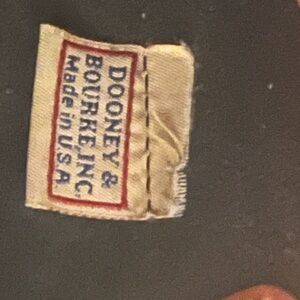 DOONEY &
BOURKE, INC.
Made in U.S.A.